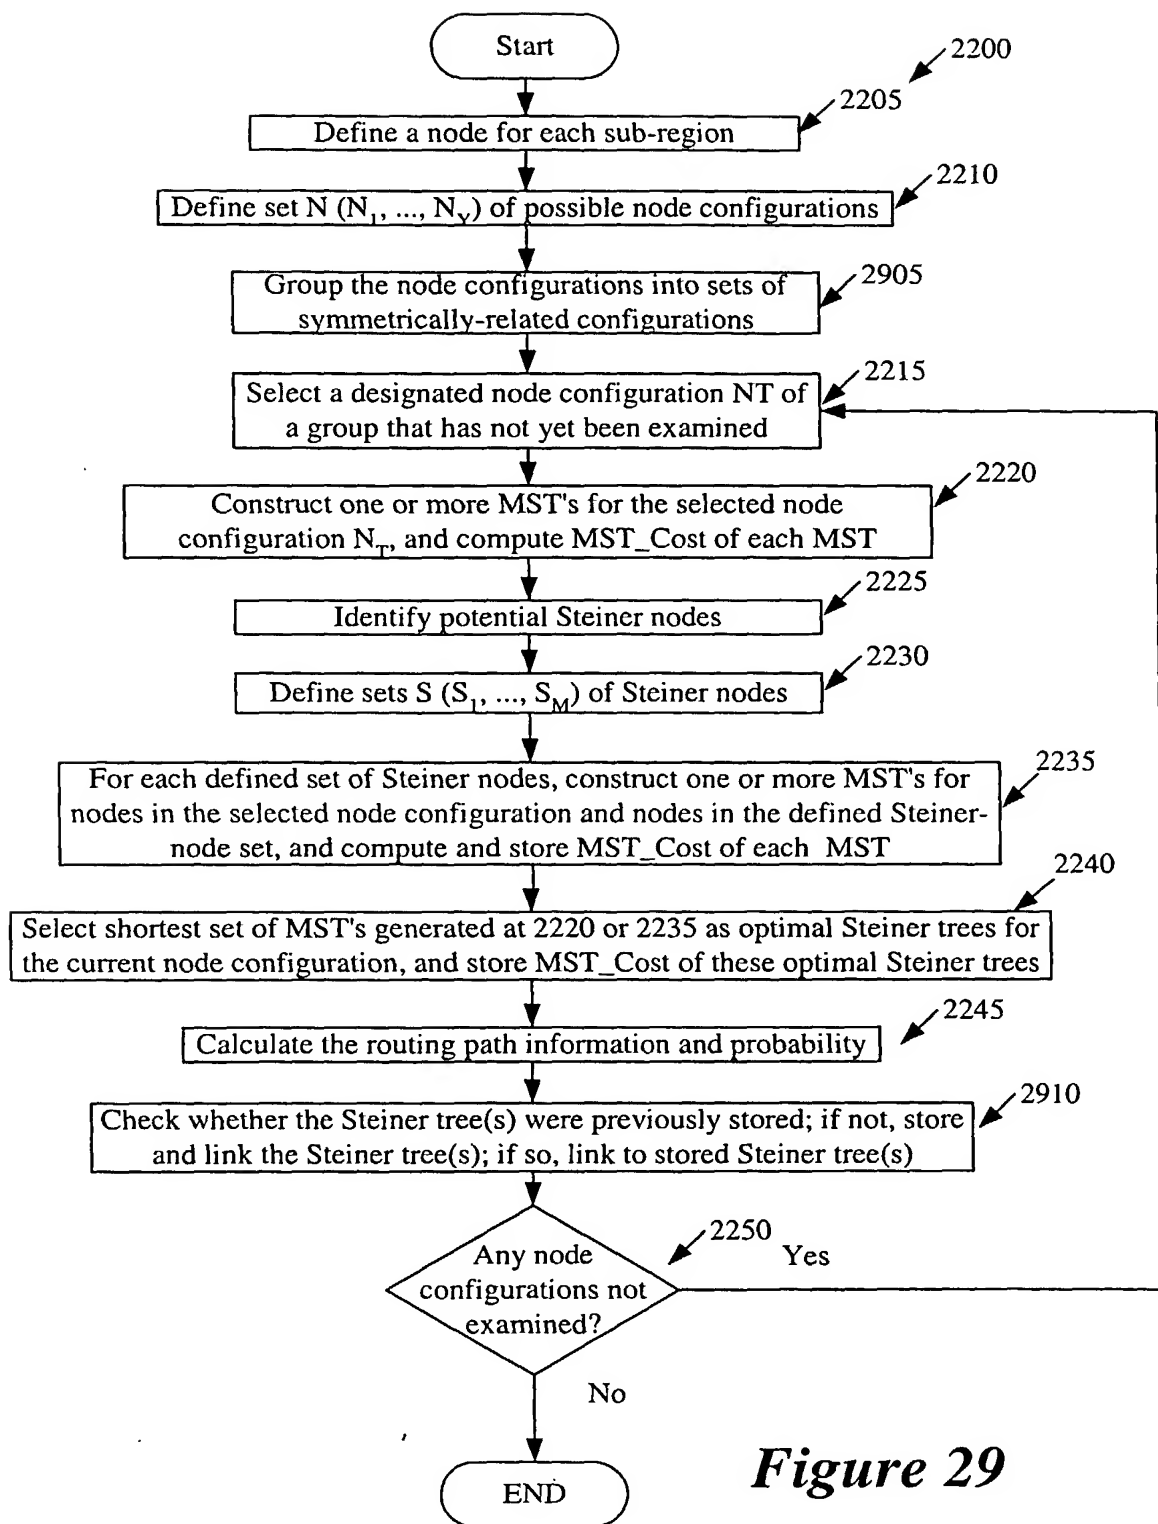 Start
2200
2205
Define a node for each sub-region
2210
Define set N (N1, ..., NY) of possible node configurations
2905
Group the node configurations into sets of
symmetrically-related configurations
2215
Select a designated node configuration NT of
a group that has not yet been examined
2220
Construct one or more MST's for the selected node
configuration NT, and compute MST_Cost of each MST
2225
Identify potential Steiner nodes
2230
Define sets S (S1, ..., SM) of Steiner nodes
2235
For each defined set of Steiner nodes, construct one or more MST's for
nodes in the selected node configuration and nodes in the defined Steiner-
node set, and compute and store MST_Cost of each MST
2240
Select shortest set of MST's generated at 2220 or 2235 as optimal Steiner trees for
the current node configuration, and store MST_Cost of these optimal Steiner trees
2245
Calculate the routing path information and probability
2910
Check whether the Steiner tree(s) were previously stored; if not, store
and link the Steiner tree(s); if so, link to stored Steiner tree(s)
2250
Yes
Any node
configurations not
examined?
No
END
Figure 29